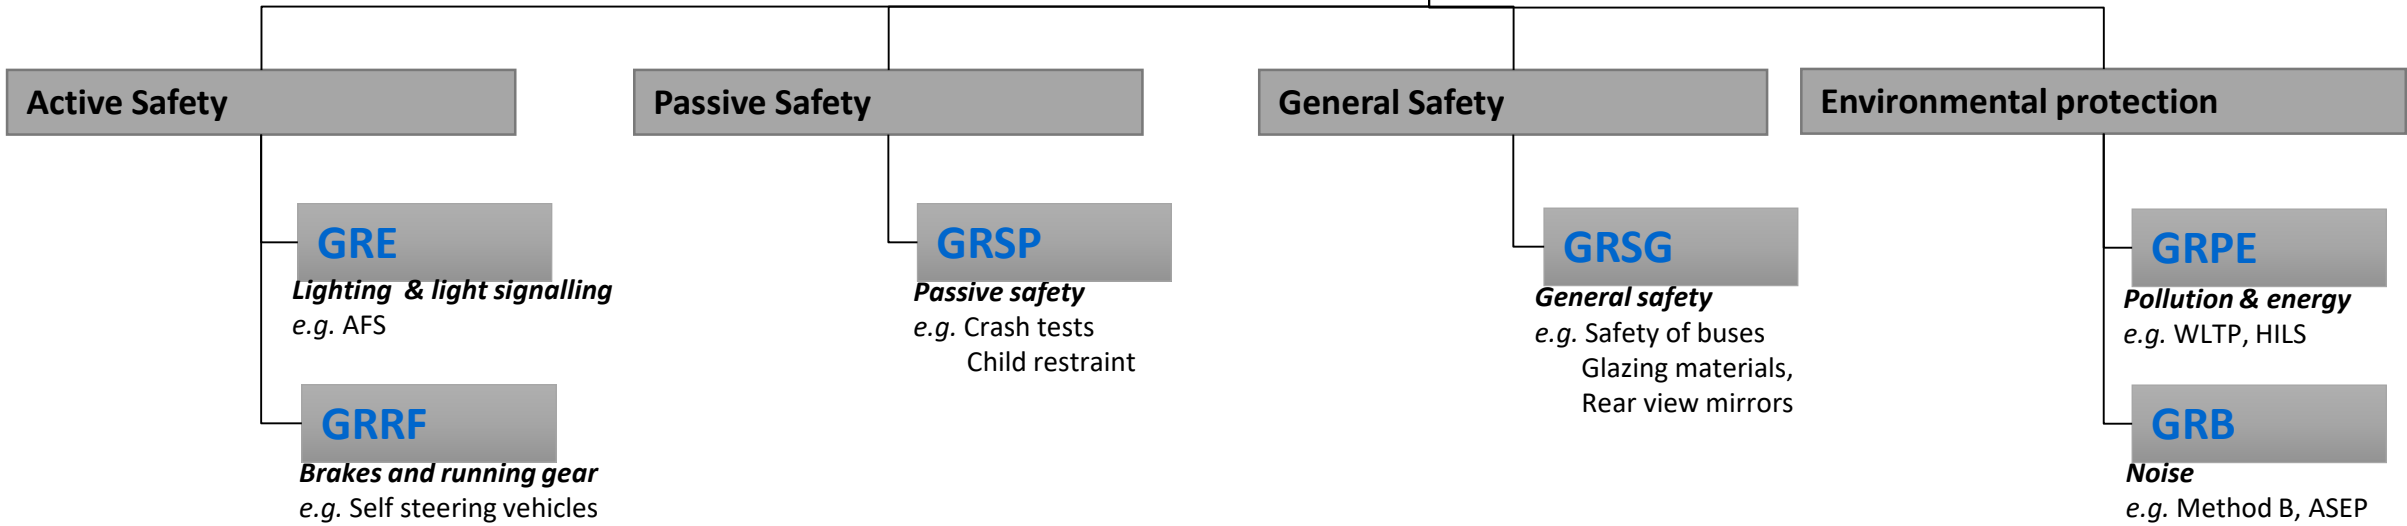 Active Safety
GRE
Lighting & light signalling
e.g. AFS
GRRF
Brakes and running gear
e.g. Self steering vehicles
Passive Safety
GRSP
Passive safety
e.g. Crash tests
Child restraint
General Safety
GRSG
General safety
e.g. Safety of buses
Glazing materials,
Rear view mirrors
Environmental protection
GRPE
Pollution & energy
e.g. WLTP, HILS
GRB
Noise
e.g. Method B, ASEP